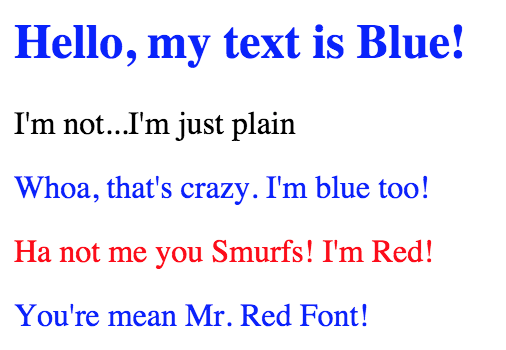 Hello, my text is Blue!
I'm not...I'm just plain
Whoa, that's crazy. I'm blue too!
Ha not me you Smurfs! I'm Red!
You're mean Mr. Red Font!